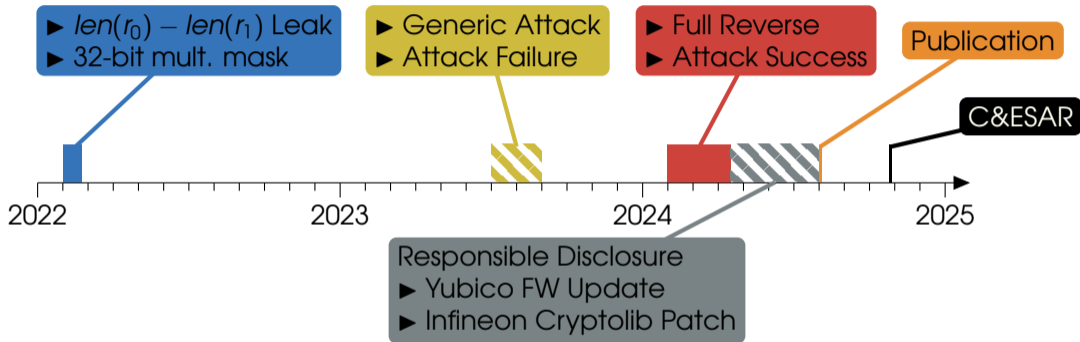 ► len(r₀) – len(r₁) Leak
► 32-bit mult. mask
► Generic Attack
► Attack Failure
► Full Reverse
► Attack Success
Publication
C&ESAR
2022
2023
2024
2025
Responsible Disclosure
► Yubico FW Update
► Infineon Cryptolib Patch